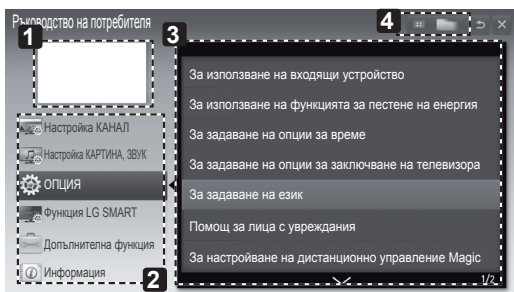 Ръководство на потребителя
4
1
3
За използване на входящи устройство
За използване на функцията за пестене на енергия
За задаване на опции за време
За задаване на опции за заключване на телевизора
За задаване на език
Помощ за лица с увреждания
За настройване на дистанционно управление Magic
1/2
Настройка КАНАЛ
Настройка КАРТИНА, ЗВУК
ОПЦИЯ
Функция LG SMART
Допълнителна функция
Информация
2